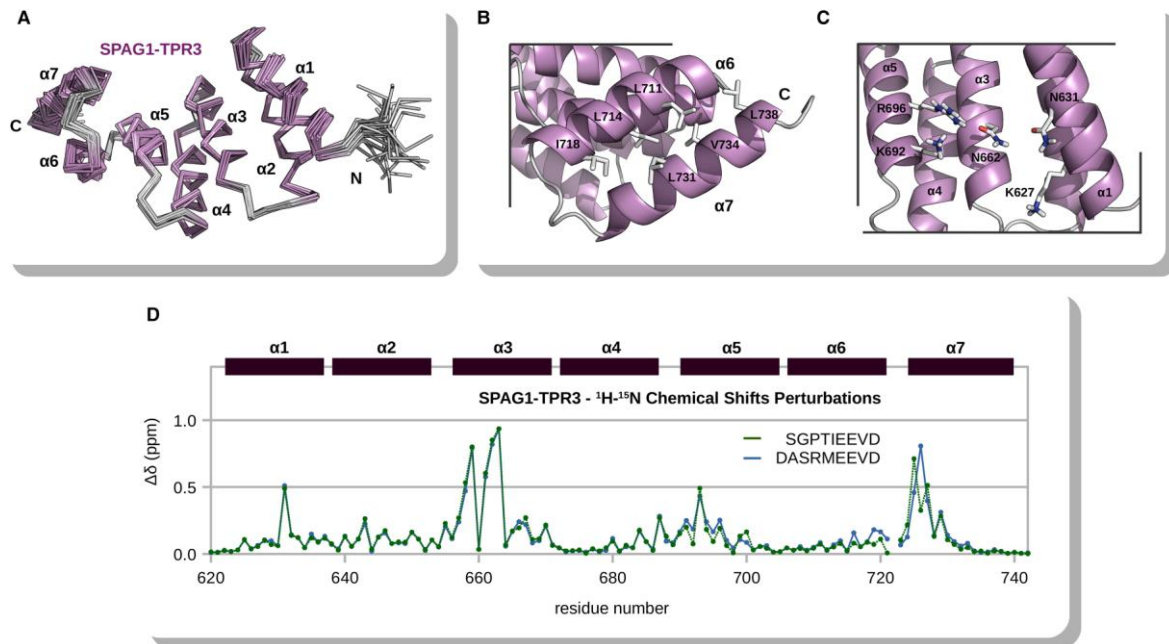 A
SPAG1-TPR3
α7
α5
α3
α1
C
α6
α4
α2
N
B
α6
C
L711
L714
L738
I718
V734
L731
α7
C
α5
α3
R696
N631
K692
N662
K627
α4
α1
D
α1 α2 α3 α4 α5 α6 α7
SPAG1-TPR3 - ¹H-¹⁵N Chemical Shifts Perturbations
1.0
SGPTIEEVD
DASRMEEVD
Δδ (ppm)
0.5
0.0
620 640 660 680 700 720 740
residue number